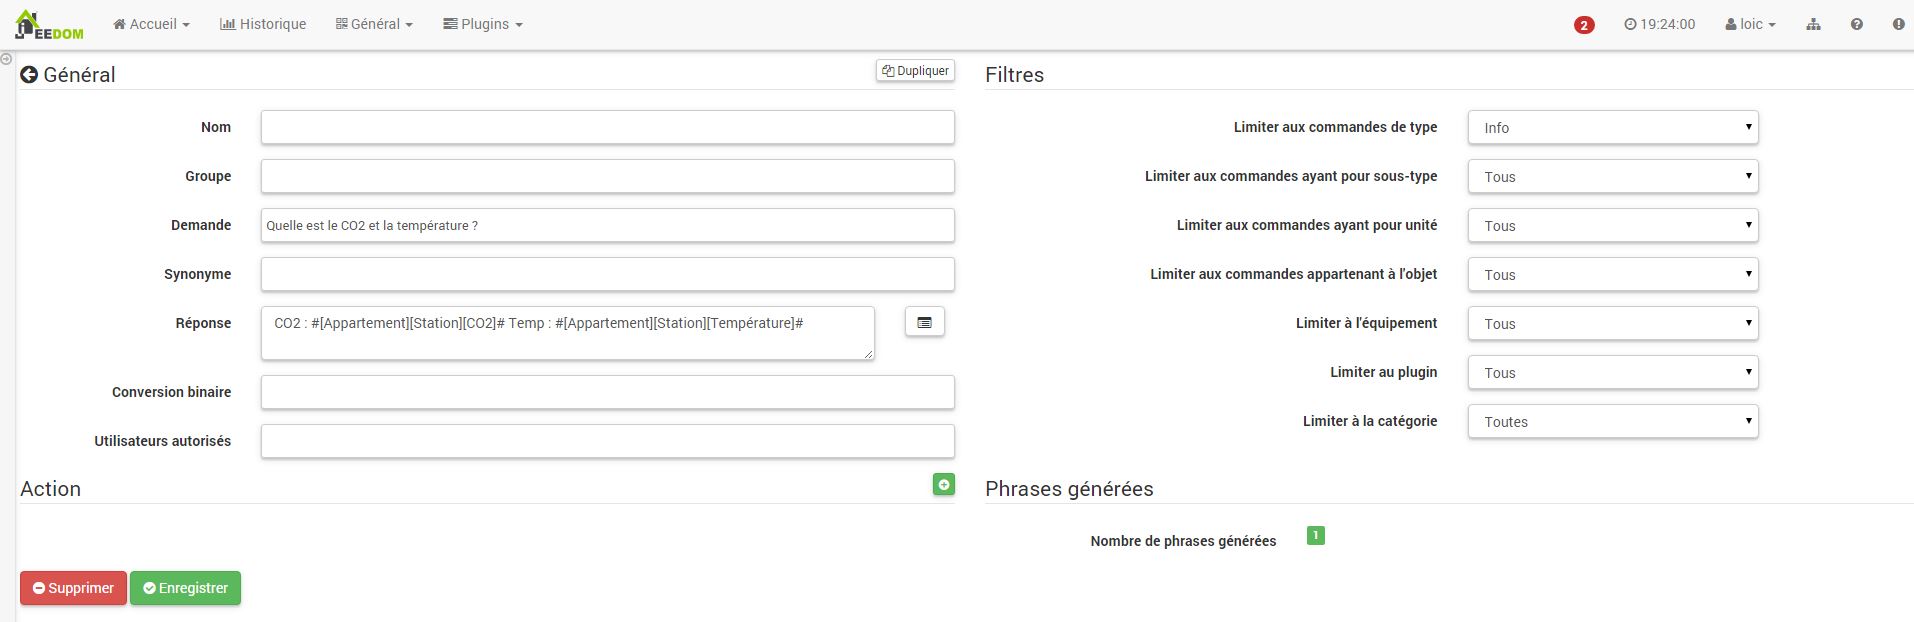 jEEDOM Accueil Historique Général Plugins 2 19:24:00 loic
Général Dupliquer
Nom
Groupe
Demande Quelle est le CO2 et la température ?
Synonyme
Réponse CO2 : #[Appartement][Station][CO2]# Temp : #[Appartement][Station][Température]#
Conversion binaire
Utilisateurs autorisés
Action
Supprimer Enregistrer
Filtres
Limiter aux commandes de type Info
Limiter aux commandes ayant pour sous-type Tous
Limiter aux commandes ayant pour unité Tous
Limiter aux commandes appartenant à l'objet Tous
Limiter à l'équipement Tous
Limiter au plugin Tous
Limiter à la catégorie Toutes
Phrases générées
Nombre de phrases générées 1